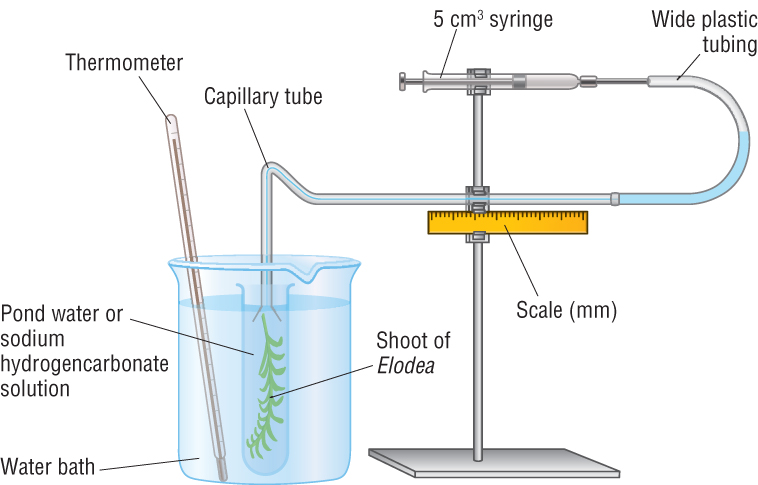 5 cm³ syringe
Wide plastic
tubing
Thermometer
Capillary tube
Scale (mm)
Pond water or
sodium
hydrogencarbonate
solution
Shoot of
Elodea
Water bath